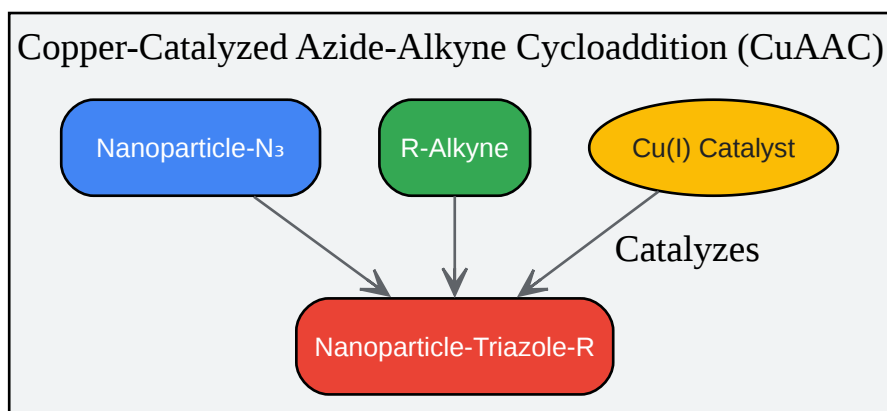 Copper-Catalyzed Azide-Alkyne Cycloaddition (CuAAC)
Nanoparticle-N₃
R-Alkyne
Cu(I) Catalyst
Catalyzes
Nanoparticle-Triazole-R